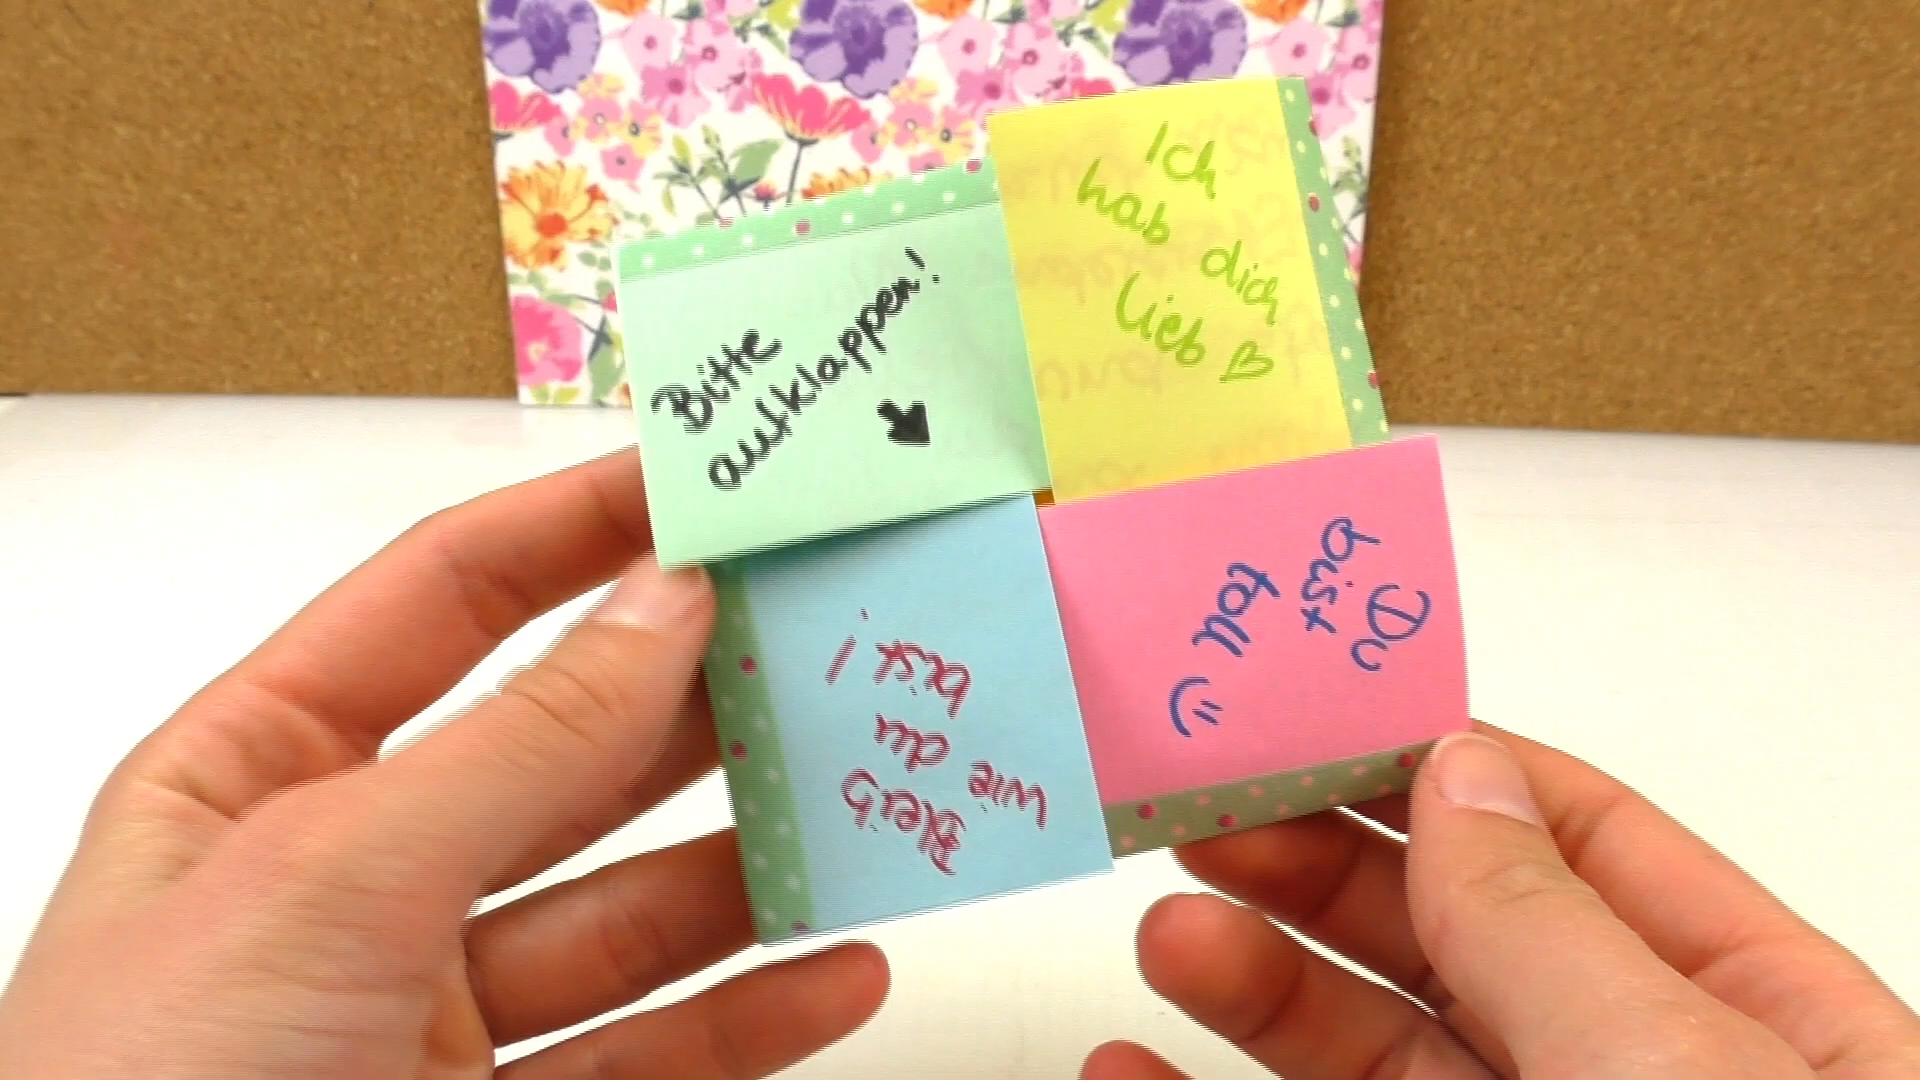 Bitte
aufklappen!
Ich
hab dich
lieb
Du
bist
toll
Bleib
wie du
bist!